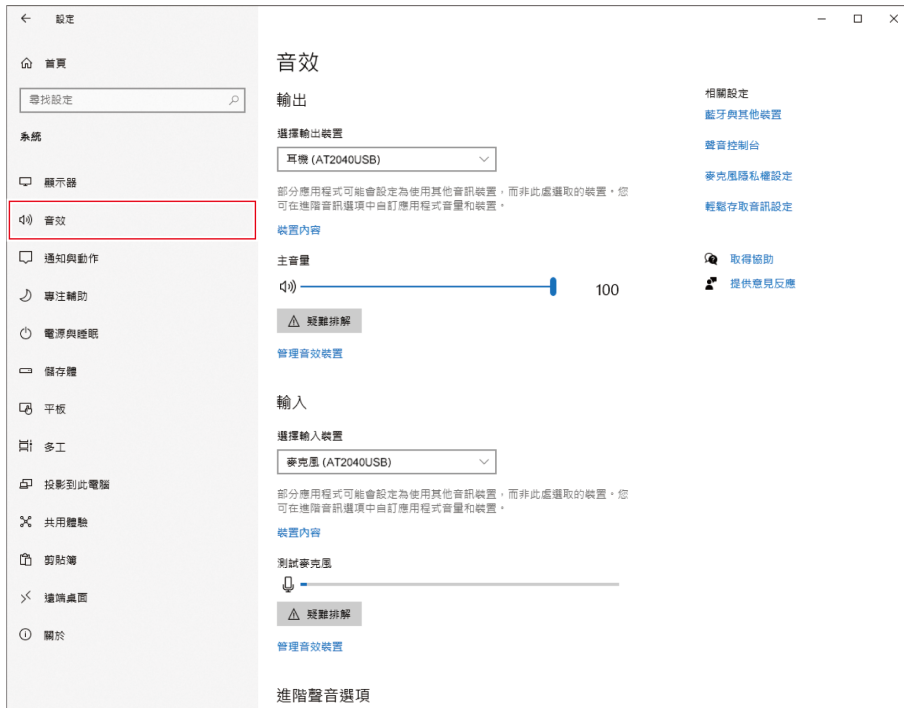 設定
首頁
尋找設定
系統
顯示器
音效
通知與動作
專注輔助
電源與睡眠
儲存體
平板
多工
投影到此電腦
共用體驗
剪貼簿
遠端桌面
關於
音效
輸出
選擇輸出裝置
耳機 (AT2040USB)
部分應用程式可能會設定為使用其他音訊裝置，而非此處選取的裝置。您
可在進階音訊選項中自訂應用程式音量和裝置。
裝置內容
主音量
100
疑難排解
管理音效裝置
輸入
選擇輸入裝置
麥克風 (AT2040USB)
部分應用程式可能會設定為使用其他音訊裝置，而非此處選取的裝置。您
可在進階音訊選項中自訂應用程式音量和裝置。
裝置內容
測試麥克風
疑難排解
管理音效裝置
進階聲音選項
相關設定
藍牙與其他裝置
聲音控制台
麥克風隱私權設定
輕鬆存取音訊設定
取得協助
提供意見反應